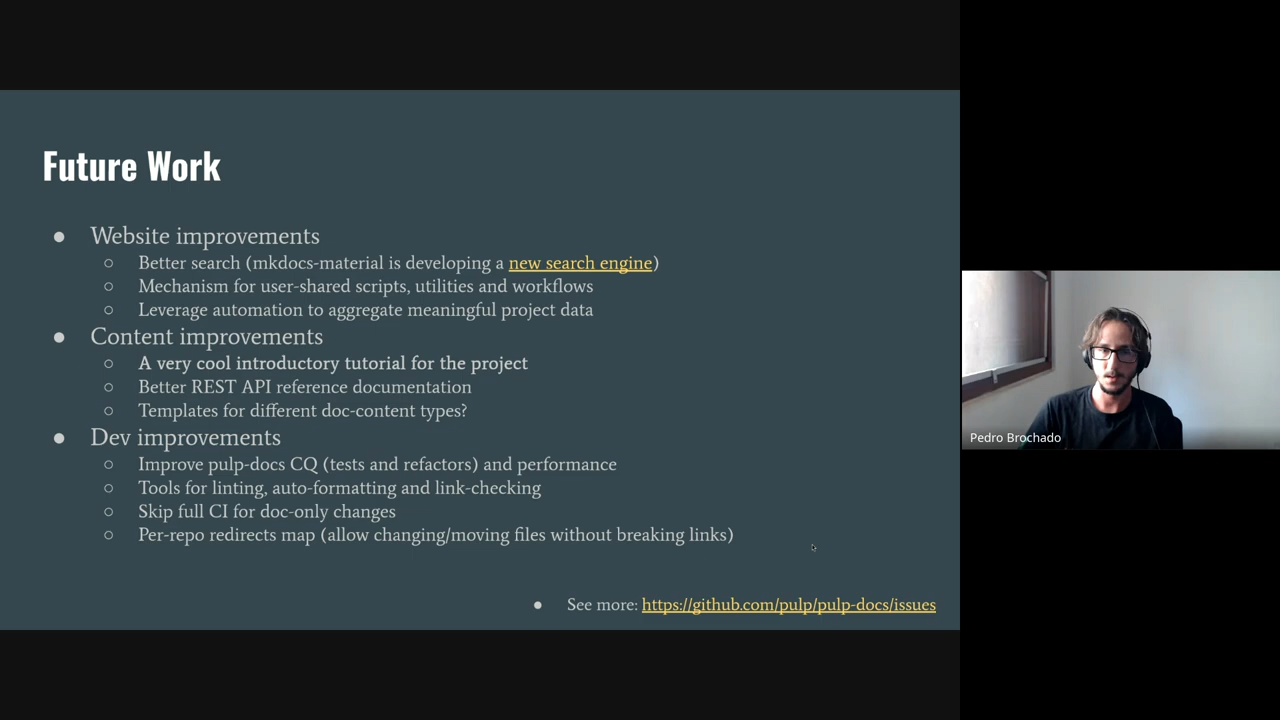 Future Work
● Website improvements
○ Better search (mkdocs-material is developing a new search engine)
○ Mechanism for user-shared scripts, utilities and workflows
○ Leverage automation to aggregate meaningful project data
● Content improvements
○ A very cool introductory tutorial for the project
○ Better REST API reference documentation
○ Templates for different doc-content types?
● Dev improvements
○ Improve pulp-docs CQ (tests and refactors) and performance
○ Tools for linting, auto-formatting and link-checking
○ Skip full CI for doc-only changes
○ Per-repo redirects map (allow changing/moving files without breaking links)
● See more: https://github.com/pulp/pulp-docs/issues
Pedro Brochado